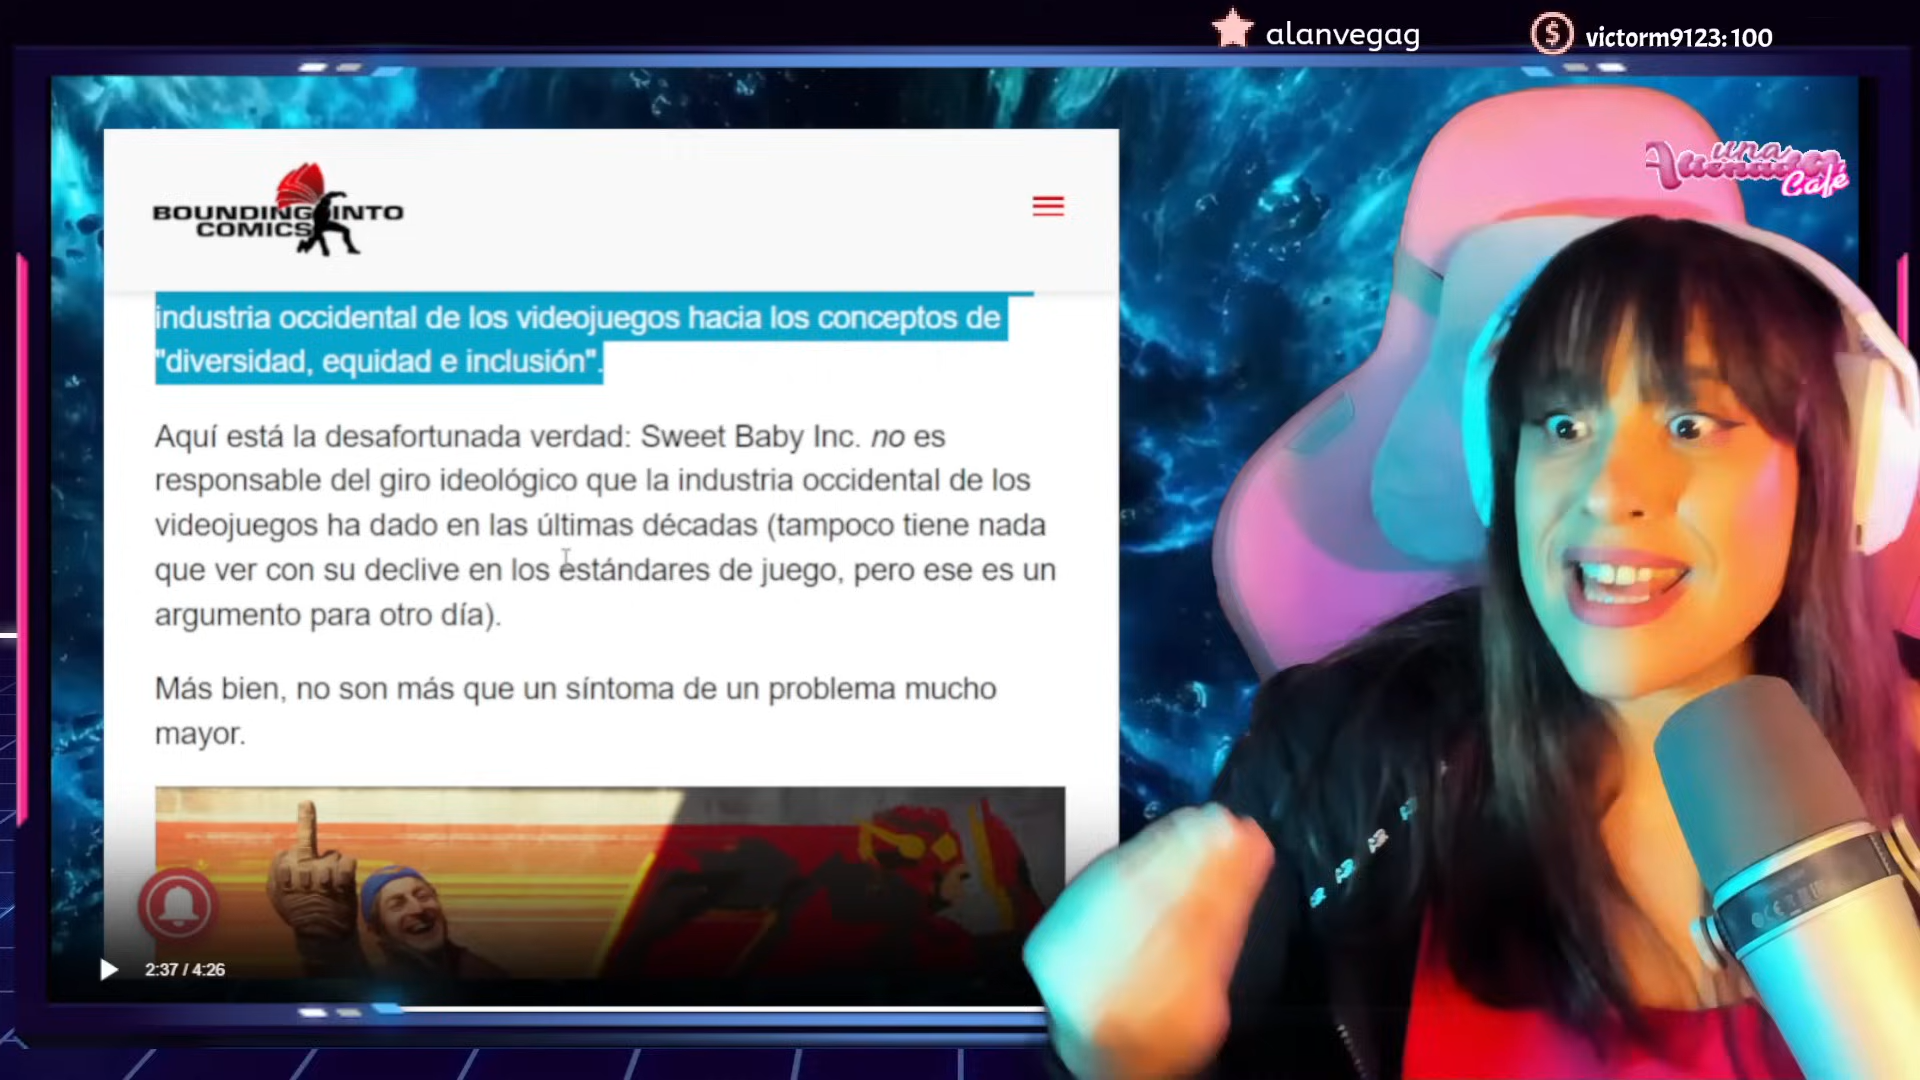 alanvegag
victorm9123: 100
una
Café
BOUNDING INTO
COMICS
industria occidental de los videojuegos hacia los conceptos de
"diversidad, equidad e inclusión".
Aquí está la desafortunada verdad: Sweet Baby Inc. no es
responsable del giro ideológico que la industria occidental de los
videojuegos ha dado en las últimas décadas (tampoco tiene nada
que ver con su declive en los estándares de juego, pero ese es un
argumento para otro día).
Más bien, no son más que un síntoma de un problema mucho
mayor.
2:37 / 4:26